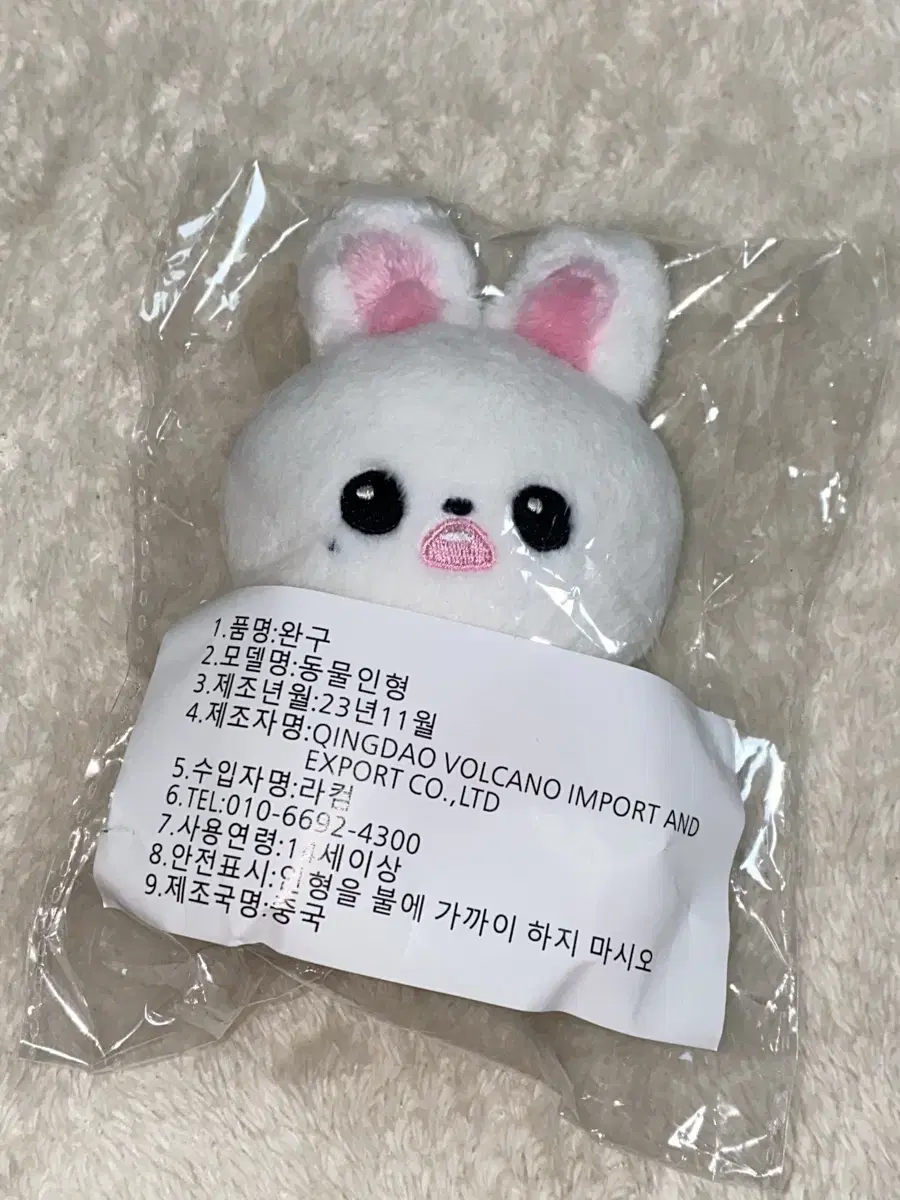 1.품명:완구
2.모델명:동물인형
3.제조년월:23년11월
4.제조자명:QINGDAO VOLCANO IMPORT AND
EXPORT CO.,LTD
5.수입자명:라컴
6.TEL:010-6692-4300
7.사용연령:14세이상
8.안전표시:인형을 불에 가까이 하지 마시오
9.제조국명:중국